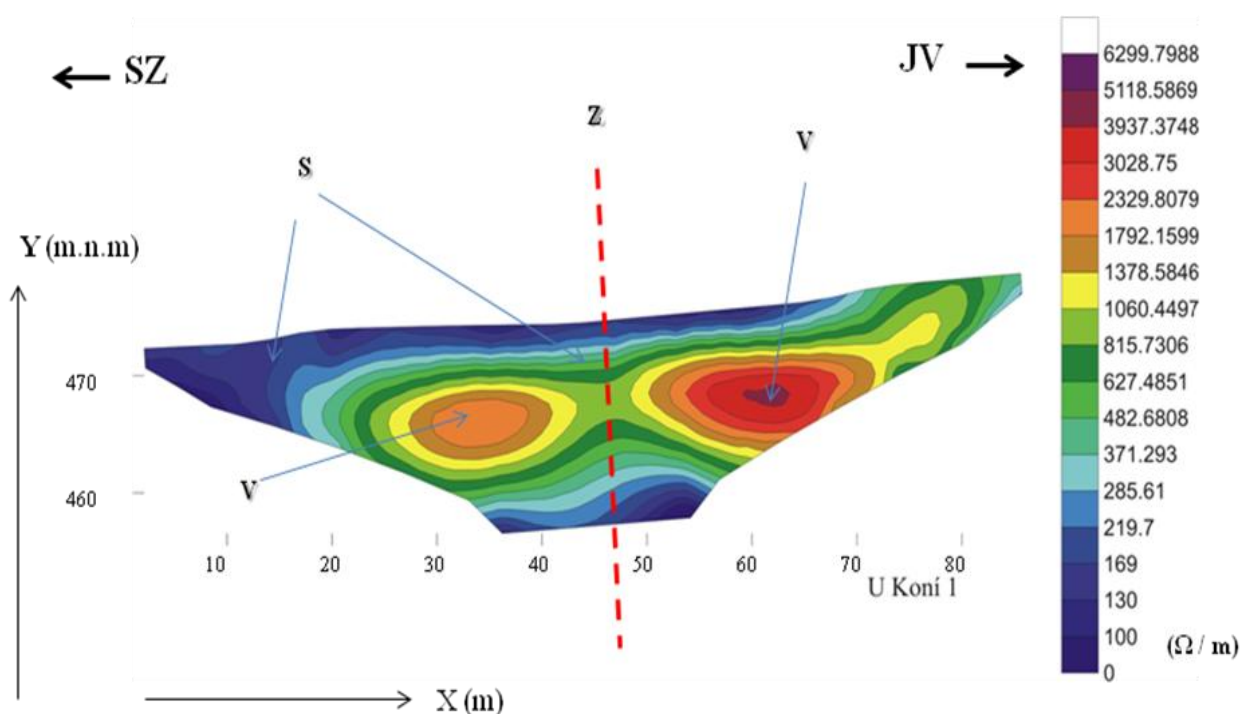 SZ
JV
z
s
v
Y (m.n.m)
470
460
v
10
20
30
40
50
60
70
80
U Koní 1
X (m)
6299.7988
5118.5869
3937.3748
3028.75
2329.8079
1792.1599
1378.5846
1060.4497
815.7306
627.4851
482.6808
371.293
285.61
219.7
169
130
100
0
(Ω / m)